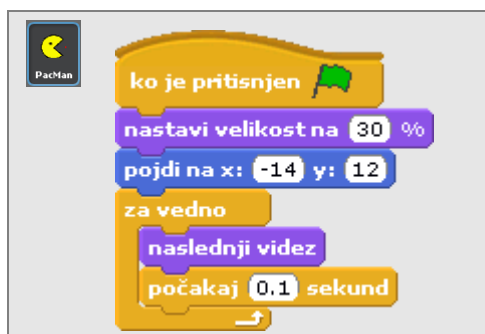 PacMan
ko je pritisnjen
nastavi velikost na 30 %
pojdi na x: -14 y: 12
za vedno
naslednji videz
počakaj 0.1 sekund